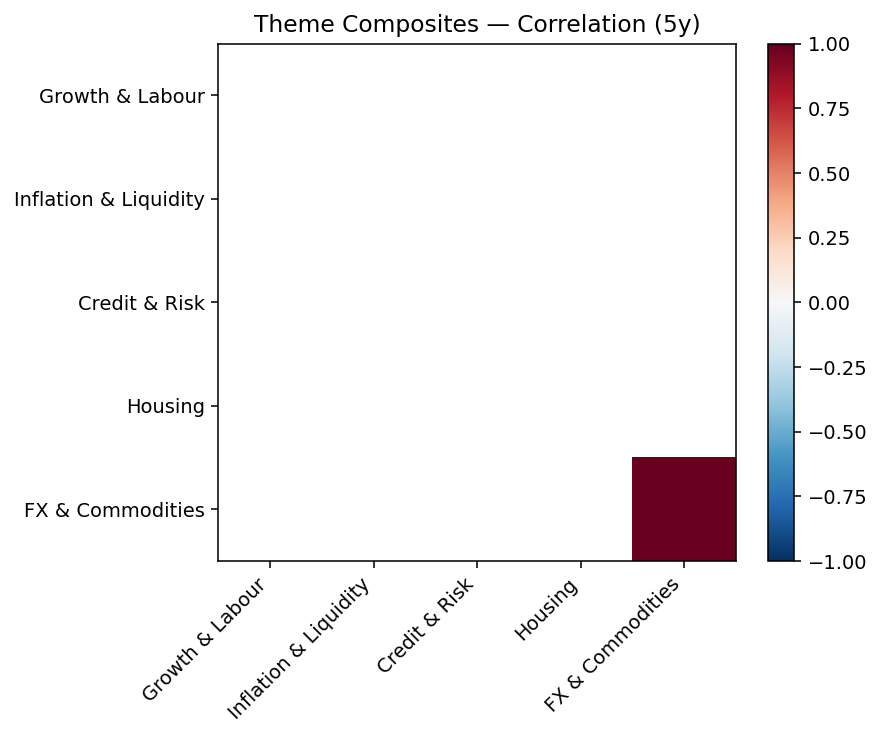 Theme Composites — Correlation (5y)
Growth & Labour
Inflation & Liquidity
Credit & Risk
Housing
FX & Commodities
Growth & Labour
Inflation & Liquidity
Credit & Risk
Housing
FX & Commodities
1.00
0.75
0.50
0.25
0.00
−0.25
−0.50
−0.75
−1.00